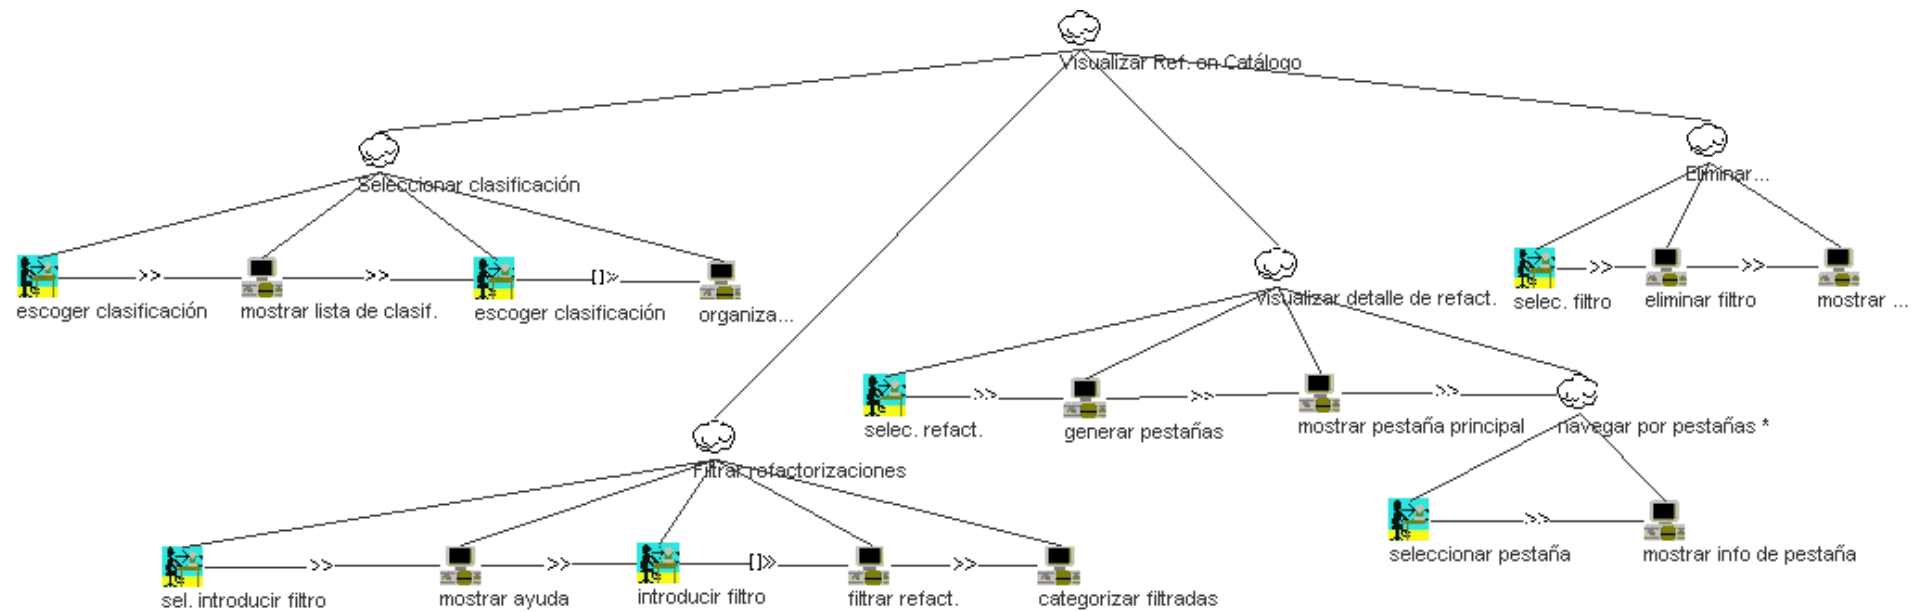 Visualizar Ref. en Catálogo
Seleccionar clasificación
Eliminar...
escoger clasificación
>>
mostrar lista de clasif.
>>
escoger clasificación
[]>>
organiza...
selec. filtro
>>
eliminar filtro
>>
mostrar ...
Visualizar detalle de refact.
selec. refact.
>>
generar pestañas
>>
mostrar pestaña principal
>>
navegar por pestañas *
Filtrar refactorizaciones
seleccionar pestaña
>>
mostrar info de pestaña
sel. introducir filtro
>>
mostrar ayuda
>>
introducir filtro
[]>>
filtrar refact.
>>
categorizar filtradas